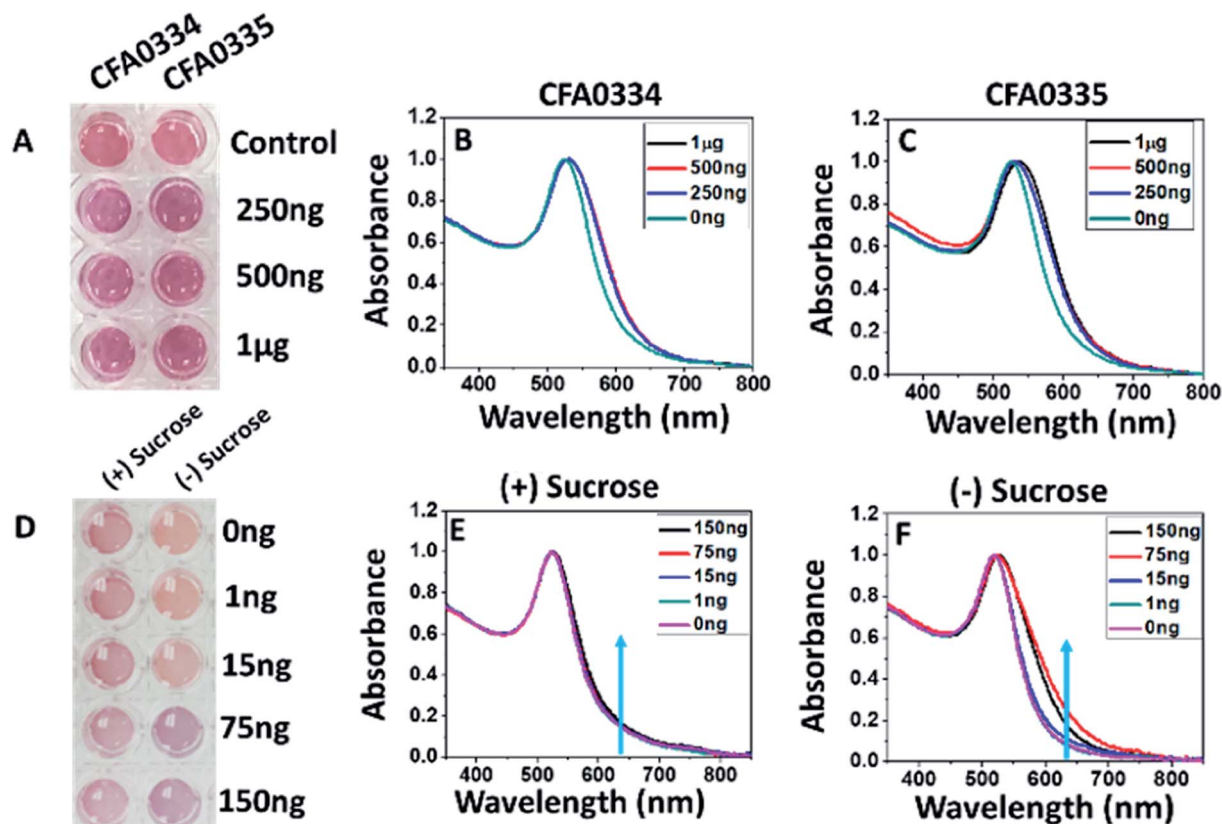 CFA0334
CFA0335
A
Control
250ng
500ng
1µg
CFA0334
B
1µg
500ng
250ng
0ng
Absorbance
1.2
1.0
0.8
0.6
0.4
0.2
0.0
400 500 600 700 800
Wavelength (nm)
CFA0335
C
1µg
500ng
250ng
0ng
Absorbance
1.2
1.0
0.8
0.6
0.4
0.2
0.0
400 500 600 700 800
Wavelength (nm)
(+) Sucrose
(-) Sucrose
D
0ng
1ng
15ng
75ng
150ng
(+) Sucrose
E
150ng
75ng
15ng
1ng
0ng
Absorbance
1.2
1.0
0.8
0.6
0.4
0.2
0.0
400 500 600 700 800
Wavelength (nm)
(-) Sucrose
F
150ng
75ng
15ng
1ng
0ng
Absorbance
1.2
1.0
0.8
0.6
0.4
0.2
0.0
400 500 600 700 800
Wavelength (nm)